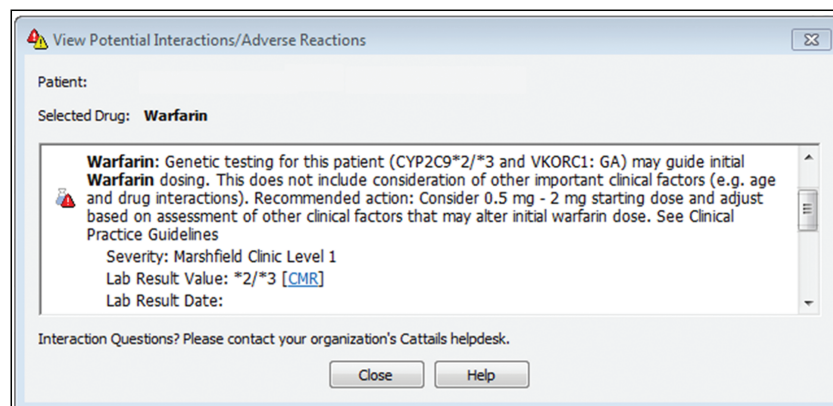 View Potential Interactions/Adverse Reactions
Patient:
Selected Drug: Warfarin
Warfarin: Genetic testing for this patient (CYP2C9*2/*3 and VKORC1: GA) may guide initial
Warfarin dosing. This does not include consideration of other important clinical factors (e.g. age
and drug interactions). Recommended action: Consider 0.5 mg - 2 mg starting dose and adjust
based on assessment of other clinical factors that may alter initial warfarin dose. See Clinical
Practice Guidelines
Severity: Marshfield Clinic Level 1
Lab Result Value: *2/*3 [CMR]
Lab Result Date:
Interaction Questions? Please contact your organization's Cattails helpdesk.
Close Help